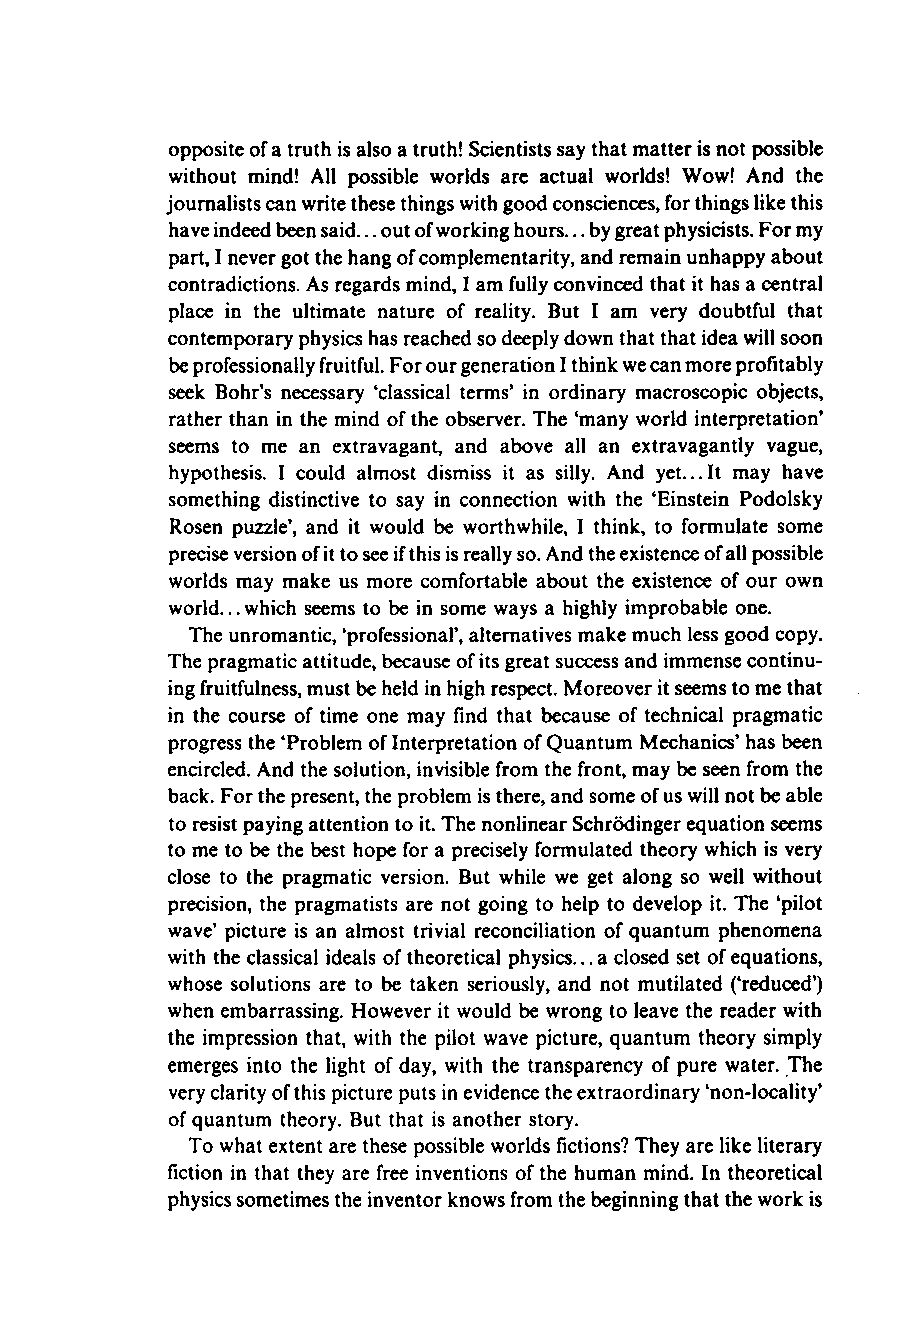 opposite of a truth is also a truth! Scientists say that matter is not possible
without mind! All possible worlds are actual worlds! Wow! And the
journalists can write these things with good consciences, for things like this
have indeed been said... out of working hours... by great physicists. For my
part, I never got the hang of complementarity, and remain unhappy about
contradictions. As regards mind, I am fully convinced that it has a central
place in the ultimate nature of reality. But I am very doubtful that
contemporary physics has reached so deeply down that that idea will soon
be professionally fruitful. For our generation I think we can more profitably
seek Bohr's necessary 'classical terms' in ordinary macroscopic objects,
rather than in the mind of the observer. The 'many world interpretation'
seems to me an extravagant, and above all an extravagantly vague,
hypothesis. I could almost dismiss it as silly. And yet... It may have
something distinctive to say in connection with the 'Einstein Podolsky
Rosen puzzle', and it would be worthwhile, I think, to formulate some
precise version of it to see if this is really so. And the existence of all possible
worlds may make us more comfortable about the existence of our own
world... which seems to be in some ways a highly improbable one.
The unromantic, 'professional', alternatives make much less good copy.
The pragmatic attitude, because of its great success and immense continu-
ing fruitfulness, must be held in high respect. Moreover it seems to me that
in the course of time one may find that because of technical pragmatic
progress the 'Problem of Interpretation of Quantum Mechanics' has been
encircled. And the solution, invisible from the front, may be seen from the
back. For the present, the problem is there, and some of us will not be able
to resist paying attention to it. The nonlinear Schrödinger equation seems
to me to be the best hope for a precisely formulated theory which is very
close to the pragmatic version. But while we get along so well without
precision, the pragmatists are not going to help to develop it. The 'pilot
wave' picture is an almost trivial reconciliation of quantum phenomena
with the classical ideals of theoretical physics... a closed set of equations,
whose solutions are to be taken seriously, and not mutilated ('reduced')
when embarrassing. However it would be wrong to leave the reader with
the impression that, with the pilot wave picture, quantum theory simply
emerges into the light of day, with the transparency of pure water. The
very clarity of this picture puts in evidence the extraordinary 'non-locality'
of quantum theory. But that is another story.
To what extent are these possible worlds fictions? They are like literary
fiction in that they are free inventions of the human mind. In theoretical
physics sometimes the inventor knows from the beginning that the work is